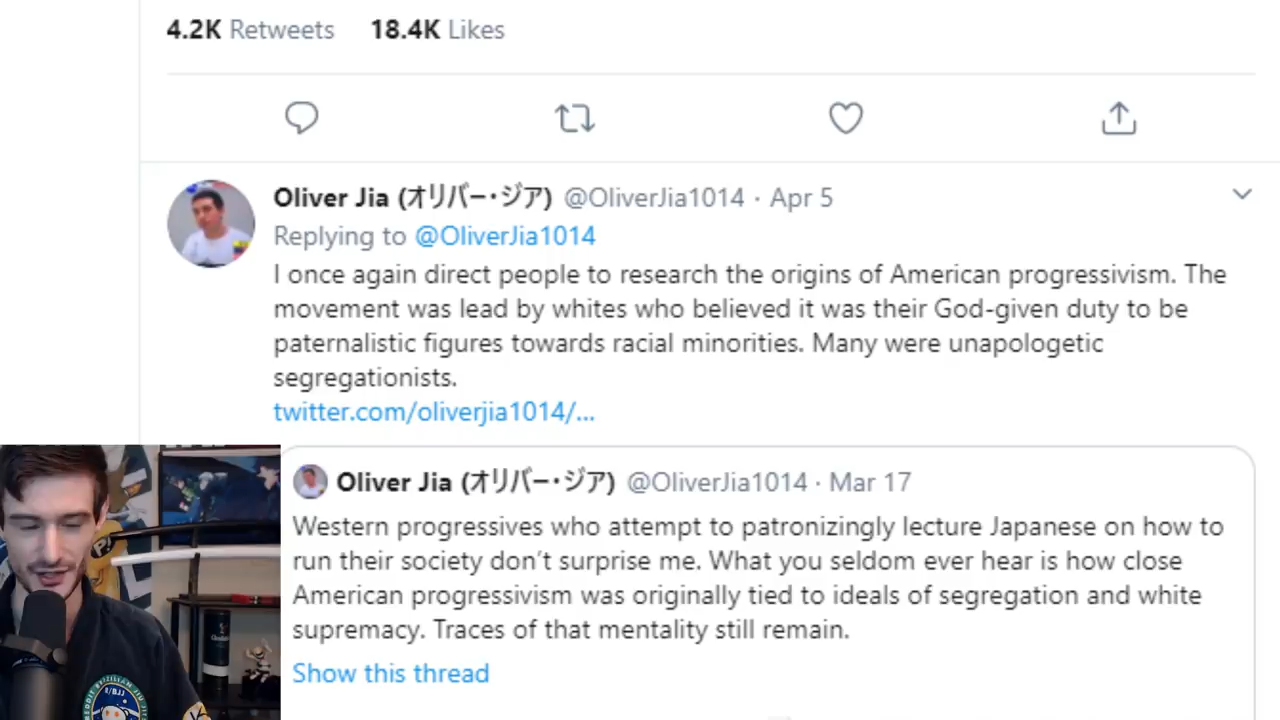 4.2K Retweets 18.4K Likes
Oliver Jia (オリバー・ジア) @OliverJia1014 · Apr 5
Replying to @OliverJia1014
I once again direct people to research the origins of American progressivism. The
movement was lead by whites who believed it was their God-given duty to be
paternalistic figures towards racial minorities. Many were unapologetic
segregationists.
twitter.com/oliverjia1014/...
Oliver Jia (オリバー・ジア) @OliverJia1014 · Mar 17
Western progressives who attempt to patronizingly lecture Japanese on how to
run their society don't surprise me. What you seldom ever hear is how close
American progressivism was originally tied to ideals of segregation and white
supremacy. Traces of that mentality still remain.
Show this thread
R/BJJ